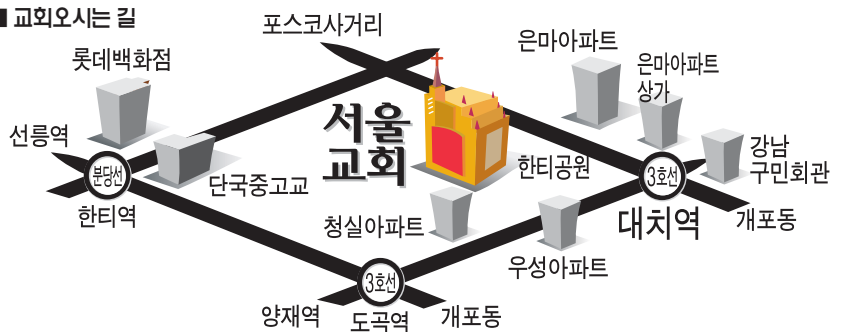 교회오시는 길
포스코사거리
롯데백화점
은마아파트
은마아파트
상가
서울
교회
선릉역
강남
구민회관
한티공원
분당선
단국중고교
3호선
한티역
청실아파트
대치역
개포동
우성아파트
3호선
양재역
도곡역
개포동